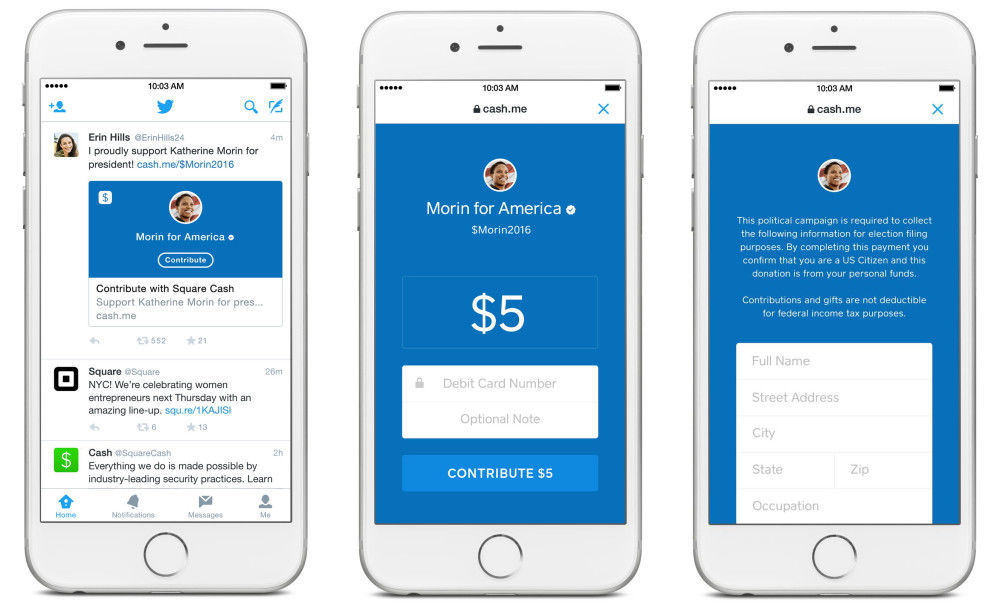 10:03 AM
Erin Hills @ErinHills24 4m
I proudly support Katherine Morin for
president! cash.me/$Morin2016
$
Morin for America
Contribute
Contribute with Square Cash
Support Katherine Morin for pres...
cash.me
552 21
Square @Square 26m
NYC! We're celebrating women
entrepreneurs next Thursday with an
amazing line-up. squ.re/1KAJISI
6 13
$
Cash @SquareCash 2h
Everything we do is made possible by
industry-leading security practices. Learn
Home Notifications Messages Me
10:03 AM
cash.me
Morin for America
$Morin2016
$5
Debit Card Number
Optional Note
CONTRIBUTE $5
10:03 AM
cash.me
This political campaign is required to collect
the following information for election filing
purposes. By completing this payment you
confirm that you are a US Citizen and this
donation is from your personal funds.
Contributions and gifts are not deductible
for federal income tax purposes.
Full Name
Street Address
City
State Zip
Occupation